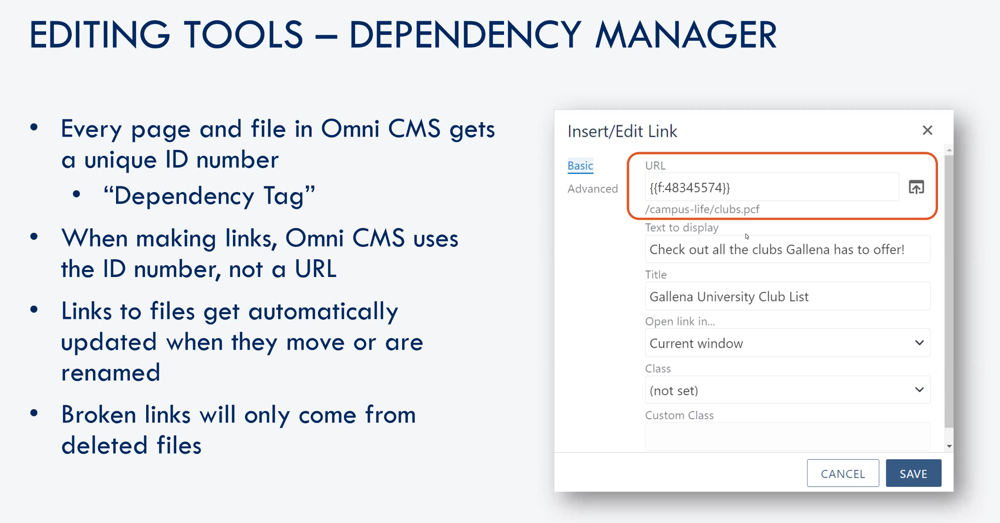 EDITING TOOLS – DEPENDENCY MANAGER
• Every page and file in Omni CMS gets
a unique ID number
• “Dependency Tag”
• When making links, Omni CMS uses
the ID number, not a URL
• Links to files get automatically
updated when they move or are
renamed
• Broken links will only come from
deleted files
Insert/Edit Link
Basic
Advanced
URL
{{f:48345574}}
/campus-life/clubs.pcf
Text to display
Check out all the clubs Gallena has to offer!
Title
Gallena University Club List
Open link in...
Current window
Class
(not set)
Custom Class
CANCEL
SAVE